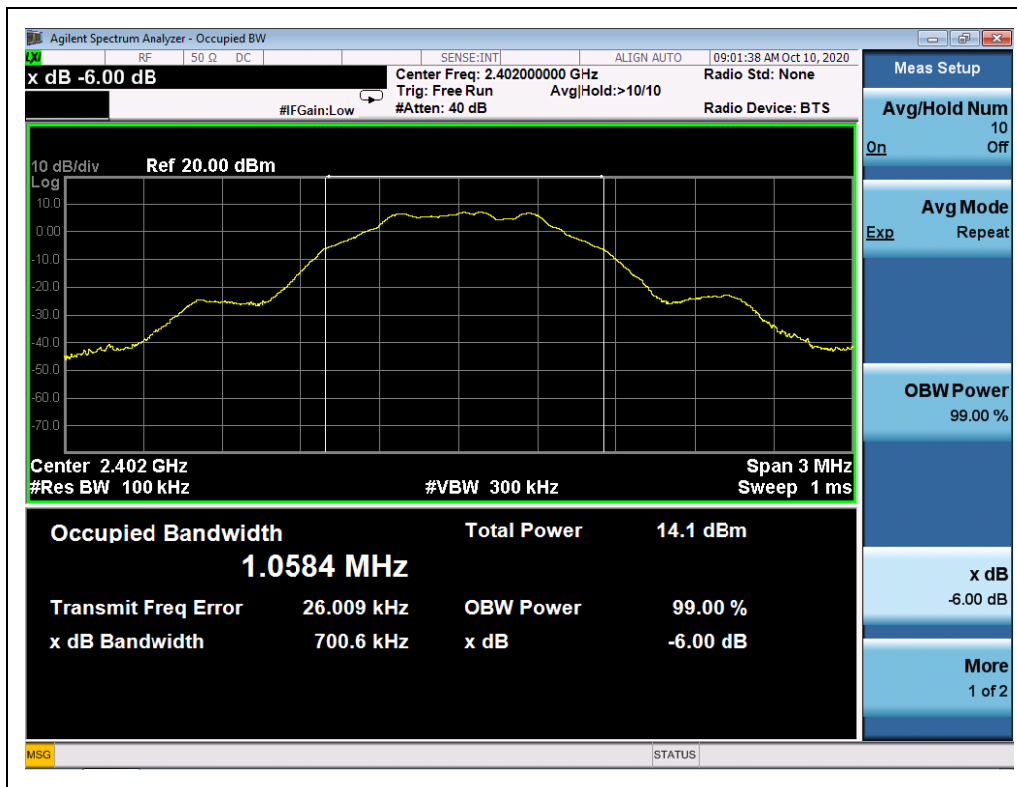 Agilent Spectrum Analyzer - Occupied BW
LXI RF 50 Ω DC SENSE:INT ALIGN AUTO 09:01:38 AM Oct 10, 2020
x dB -6.00 dB
Center Freq: 2.402000000 GHz
Radio Std: None
Trig: Free Run Avg|Hold:>10/10
#IFGain:Low
#Atten: 40 dB
Radio Device: BTS
10 dB/div Ref 20.00 dBm
Log
10.0
0.00
-10.0
-20.0
-30.0
-40.0
-50.0
-60.0
-70.0
Center 2.402 GHz Span 3 MHz
#Res BW 100 kHz #VBW 300 kHz Sweep 1 ms
Occupied Bandwidth
1.0584 MHz
Total Power 14.1 dBm
Transmit Freq Error 26.009 kHz OBW Power 99.00 %
x dB Bandwidth 700.6 kHz x dB -6.00 dB
Meas Setup
Avg/Hold Num
10
On Off
Avg Mode
Exp Repeat
OBW Power
99.00 %
x dB
-6.00 dB
More
1 of 2
MSG STATUS